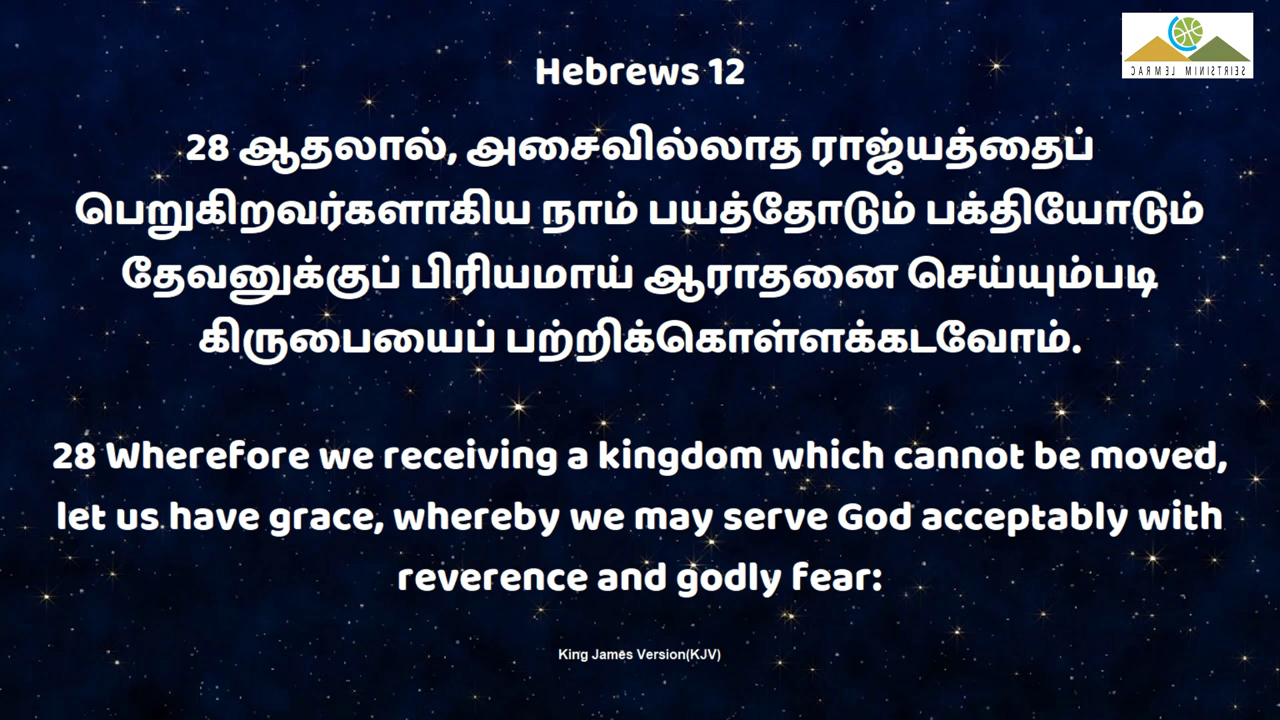 Hebrews 12
28 ஆதலால், அசைவில்லாத ராஜ்யத்தைப்
பெறுகிறவர்களாகிய நாம் பயத்தோடும் பக்தியோடும்
தேவனுக்குப் பிரியமாய் ஆராதனை செய்யும்படி
கிருபையைப் பற்றிக்கொள்ளக்கடவோம்.
28 Wherefore we receiving a kingdom which cannot be moved,
let us have grace, whereby we may serve God acceptably with
reverence and godly fear:
King James Version(KJV)
CARMEL MINISTRIES